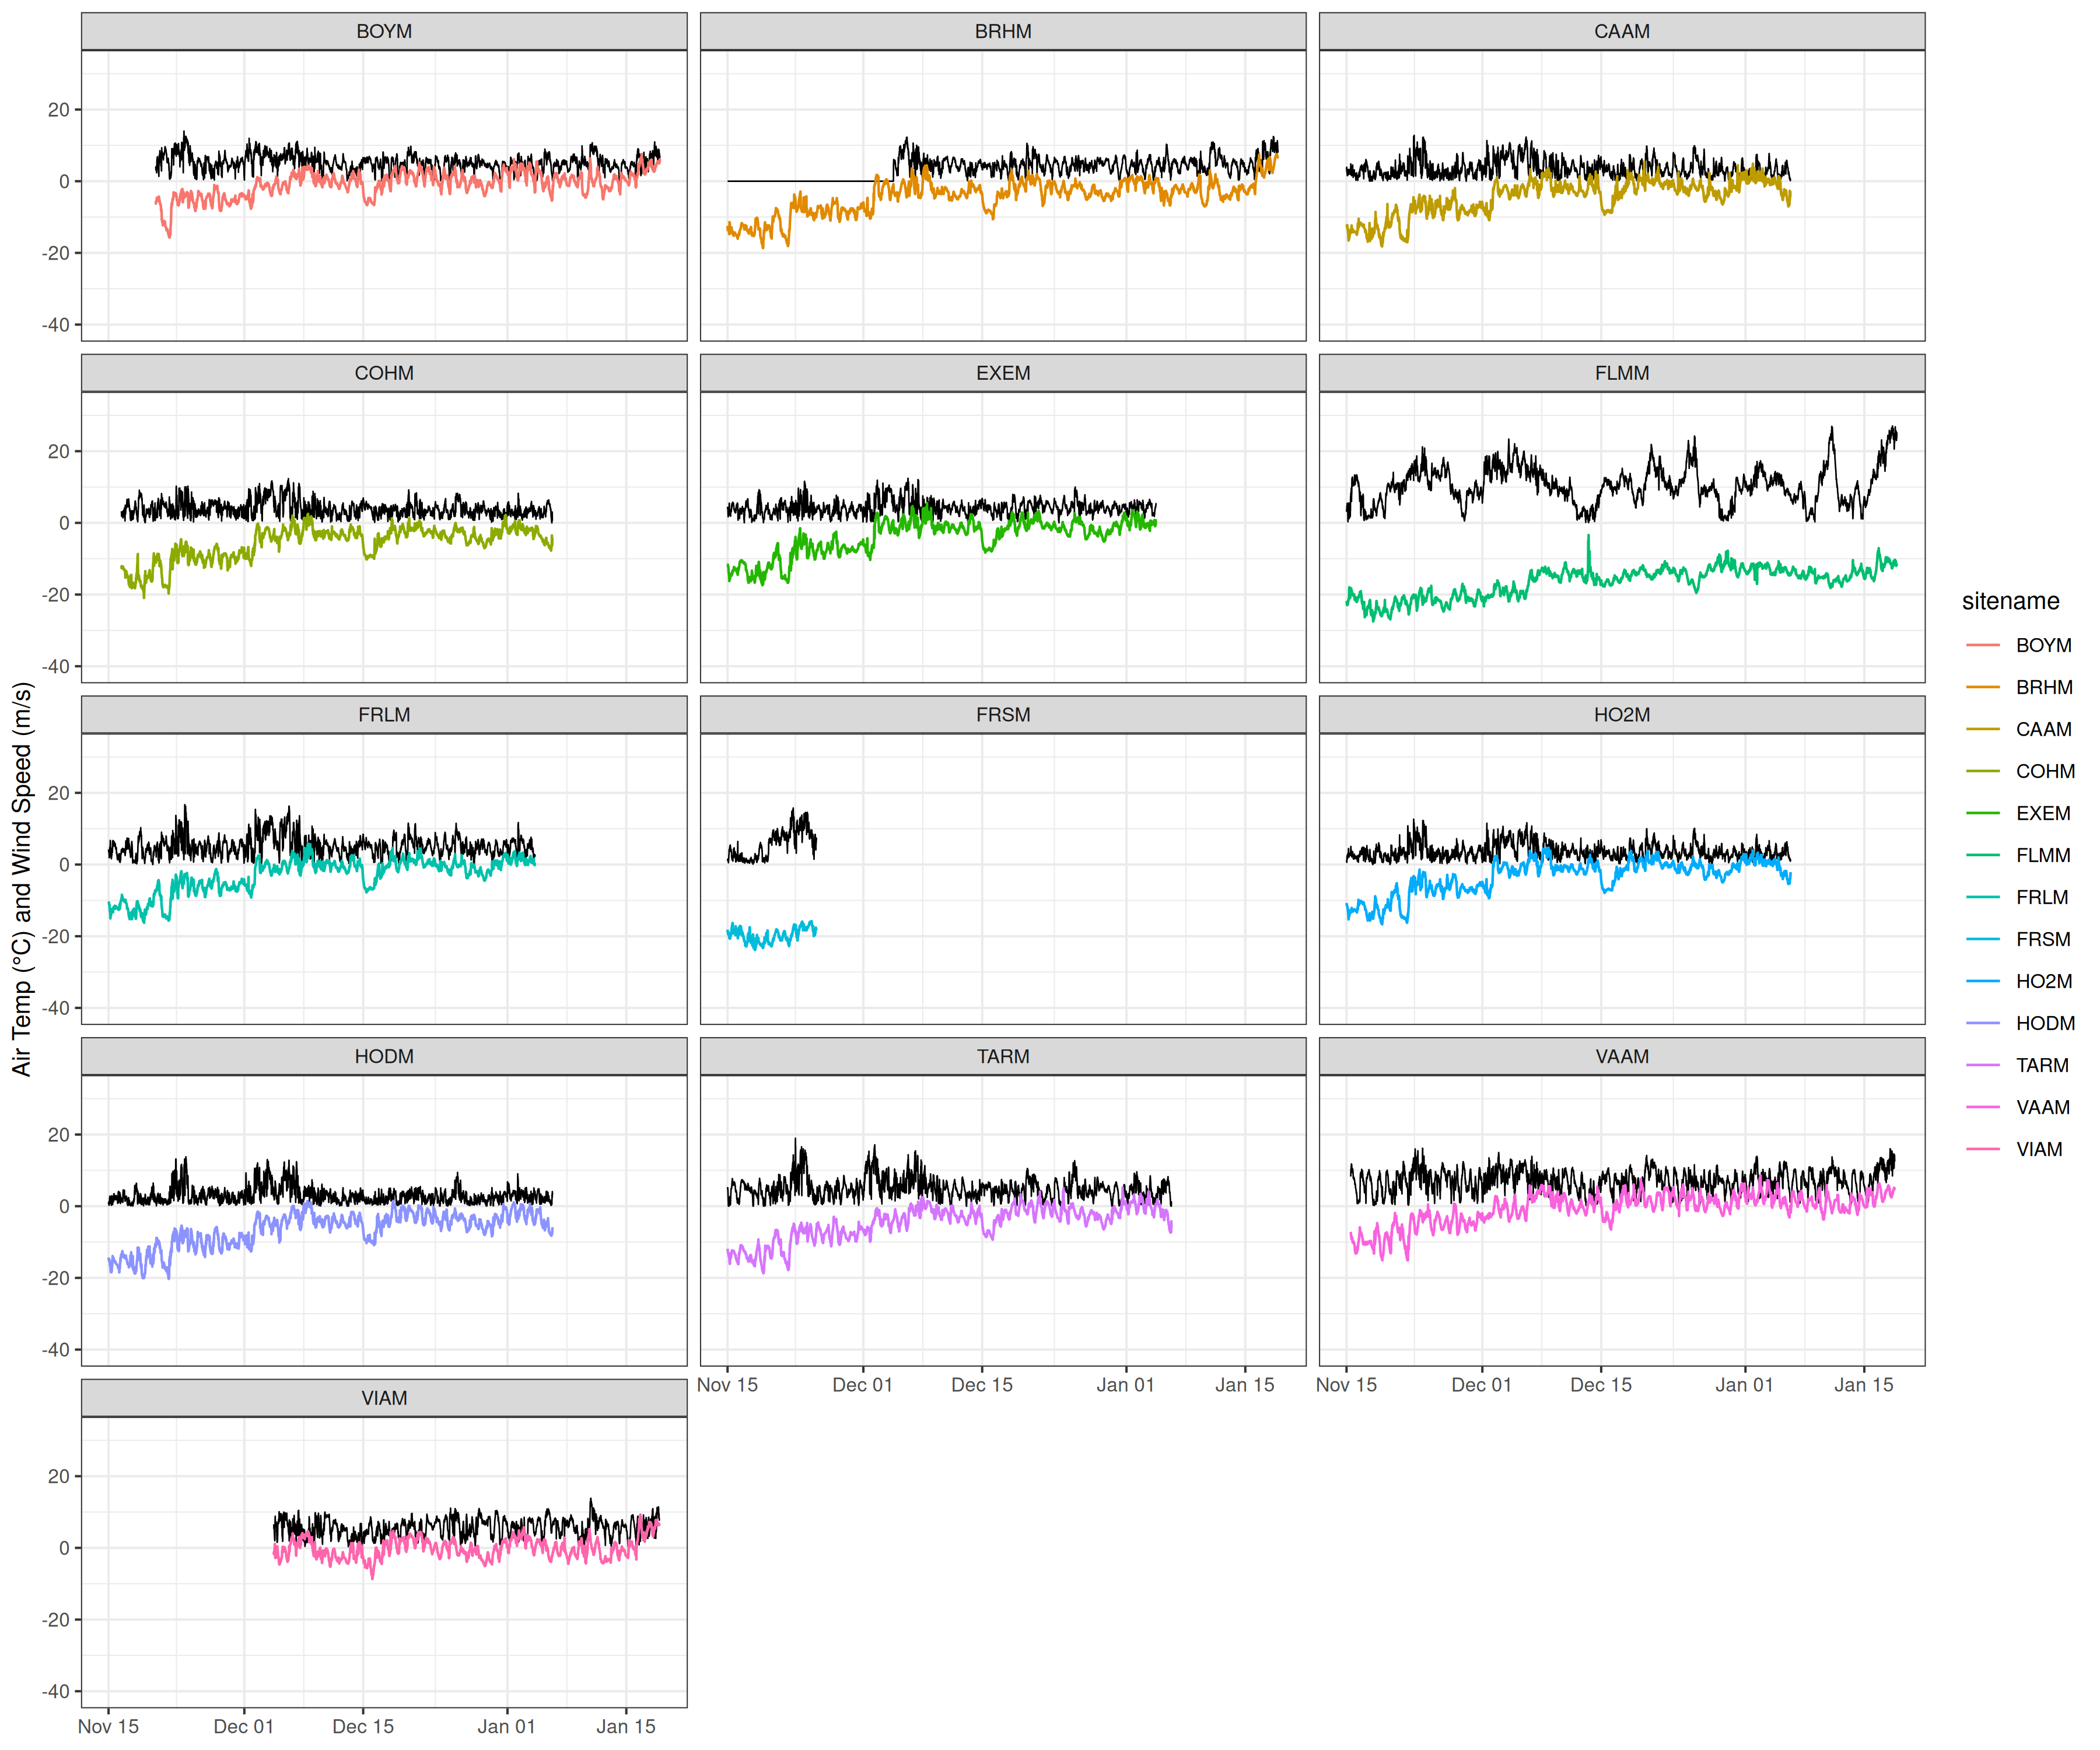 BOYM BRHM CAAM
20
0
-20
-40
COHM EXEM FLMM
20
0
-20
-40
FRLM FRSM HO2M
20
0
-20
-40
HODM TARM VAAM
20
0
-20
-40
Nov 15 Dec 01 Dec 15 Jan 01 Jan 15 Nov 15 Dec 01 Dec 15 Jan 01 Jan 15
VIAM
20
0
-20
-40
Nov 15 Dec 01 Dec 15 Jan 01 Jan 15
Air Temp (°C) and Wind Speed (m/s)
sitename
BOYM
BRHM
CAAM
COHM
EXEM
FLMM
FRLM
FRSM
HO2M
HODM
TARM
VAAM
VIAM